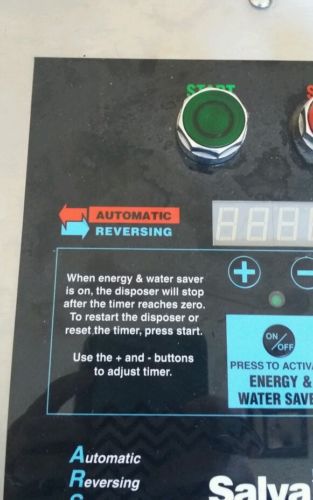 START
AUTOMATIC
REVERSING
When energy & water saver
is on, the disposer will stop
after the timer reaches zero.
To restart the disposer or
reset the timer, press start.
Use the + and - buttons
to adjust timer.
+ -
ON/OFF
PRESS TO ACTIVA
ENERGY &
WATER SAVE
Automatic
Reversing
Salva